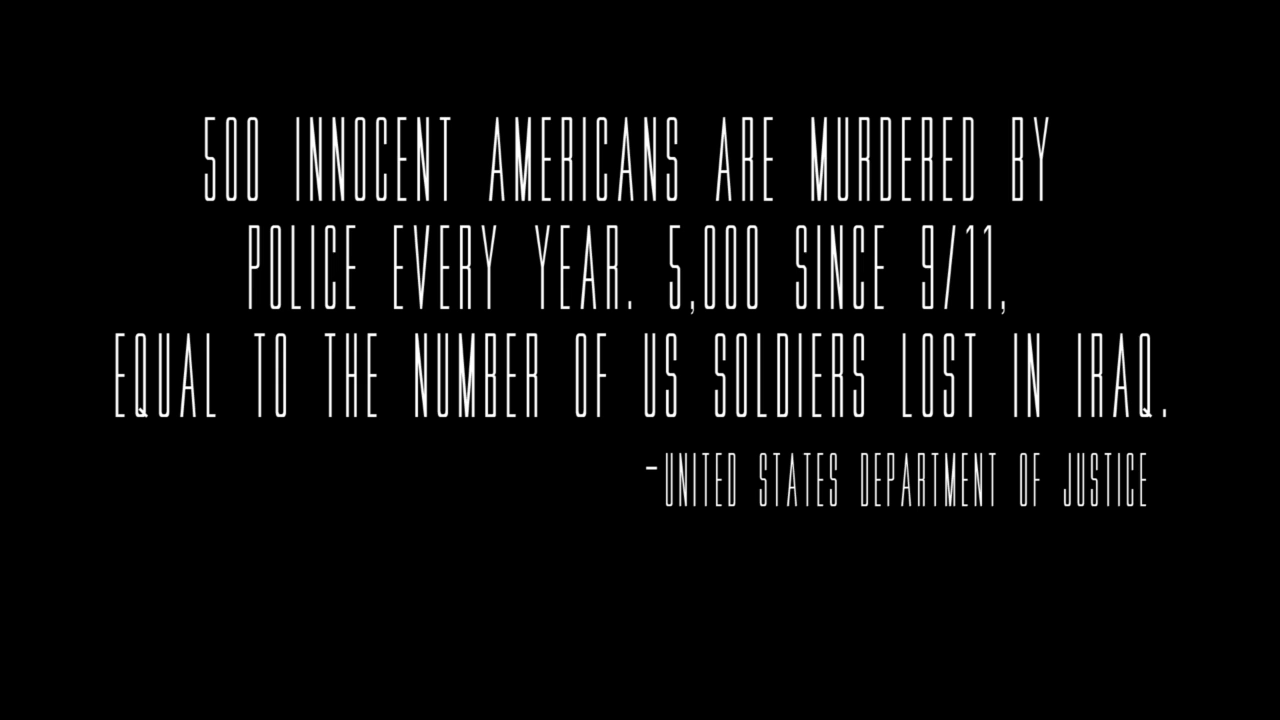 500 INNOCENT AMERICANS ARE MURDERED BY
POLICE EVERY YEAR. 5,000 SINCE 9/11,
EQUAL TO THE NUMBER OF US SOLDIERS LOST IN IRAQ.
-UNITED STATES DEPARTMENT OF JUSTICE